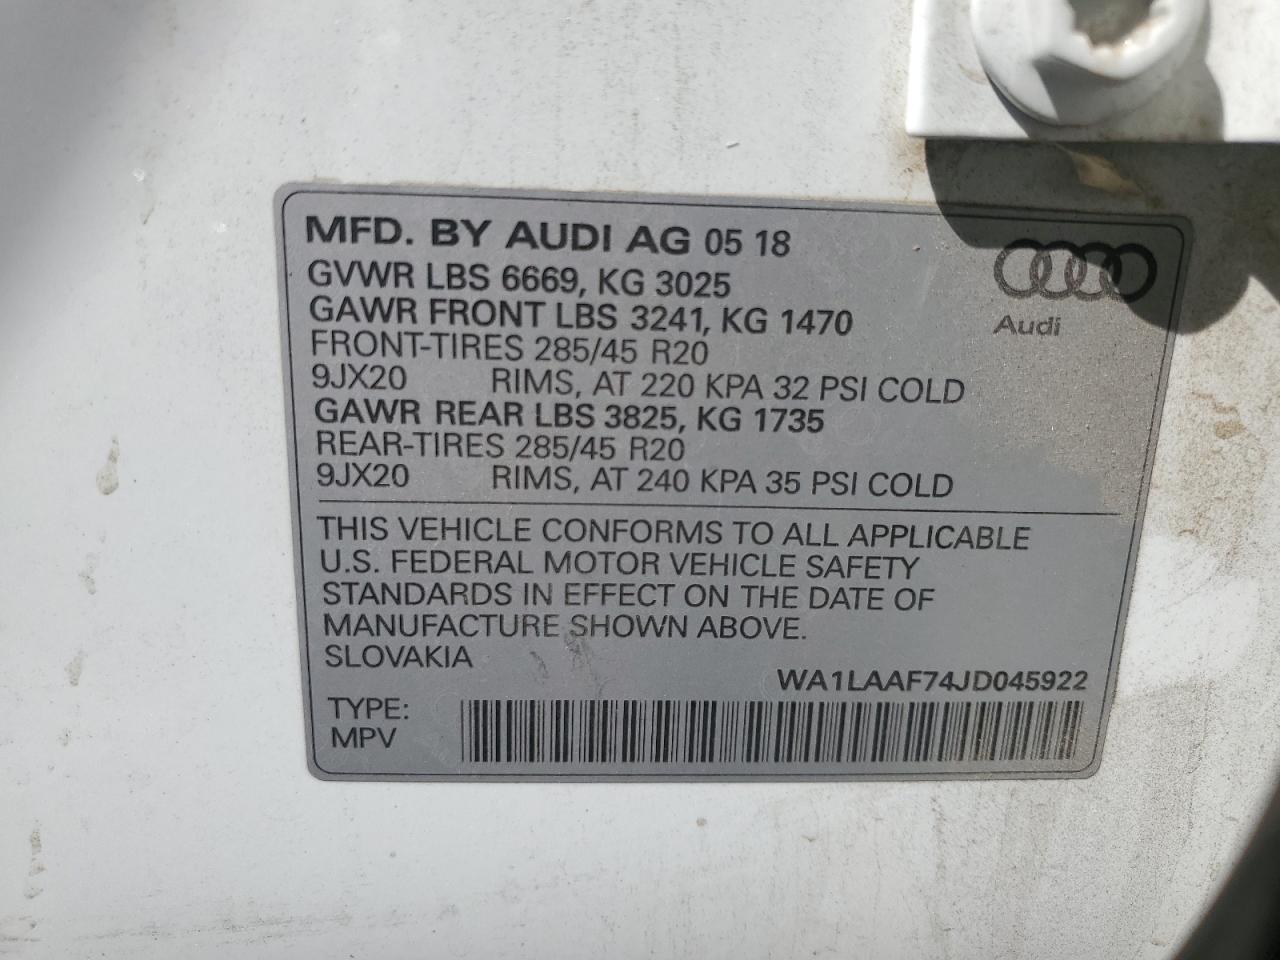 MFD. BY AUDI AG 05 18
GVWR LBS 6669, KG 3025
GAWR FRONT LBS 3241, KG 1470
FRONT-TIRES 285/45 R20
9JX20 RIMS, AT 220 KPA 32 PSI COLD
GAWR REAR LBS 3825, KG 1735
REAR-TIRES 285/45 R20
9JX20 RIMS, AT 240 KPA 35 PSI COLD
Audi
THIS VEHICLE CONFORMS TO ALL APPLICABLE
U.S. FEDERAL MOTOR VEHICLE SAFETY
STANDARDS IN EFFECT ON THE DATE OF
MANUFACTURE SHOWN ABOVE.
SLOVAKIA
WA1LAAF74JD045922
TYPE:
MPV